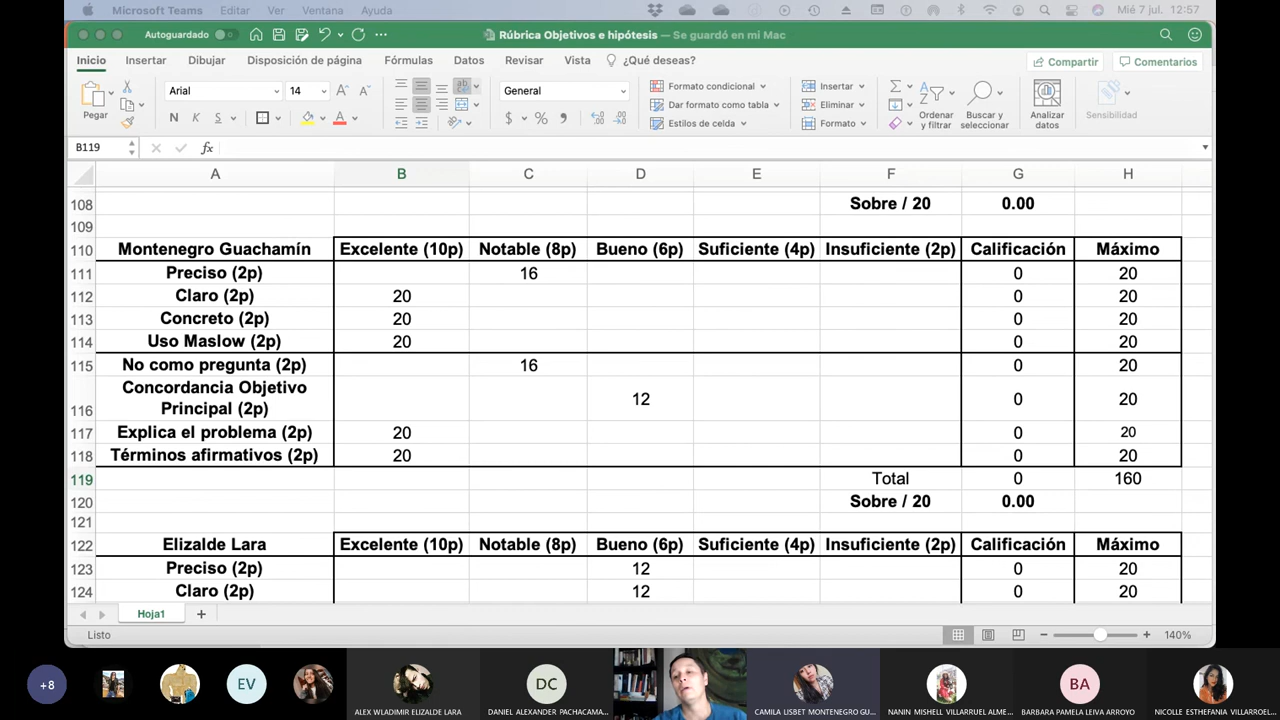 Microsoft Teams Editar Ver Ventana Ayuda Mié 7 jul. 12:57
Autoguardado Rúbrica Objetivos e hipótesis — Se guardó en mi Mac
Inicio Insertar Dibujar Disposición de página Fórmulas Datos Revisar Vista ¿Qué deseas? Compartir Comentarios
Pegar Arial 14 General Formato condicional Insertar
N K S $ % Dar formato como tabla Eliminar Ordenar y filtrar Buscar y seleccionar Analizar datos Sensibilidad
Estilos de celda Formato
B119 fx
A B C D E F G H
108 Sobre / 20 0.00
109
110 Montenegro Guachamín Excelente (10p) Notable (8p) Bueno (6p) Suficiente (4p) Insuficiente (2p) Calificación Máximo
111 Preciso (2p) 16 0 20
112 Claro (2p) 20 0 20
113 Concreto (2p) 20 0 20
114 Uso Maslow (2p) 20 0 20
115 No como pregunta (2p) 16 0 20
Concordancia Objetivo
116 Principal (2p) 12 0 20
117 Explica el problema (2p) 20 0 20
118 Términos afirmativos (2p) 20 0 20
119 Total 0 160
120 Sobre / 20 0.00
121
122 Elizalde Lara Excelente (10p) Notable (8p) Bueno (6p) Suficiente (4p) Insuficiente (2p) Calificación Máximo
123 Preciso (2p) 12 0 20
124 Claro (2p) 12 0 20
Hoja1 +
Listo 140%
+8 EV DC BA
ALEX WLADIMIR ELIZALDE LARA DANIEL ALEXANDER PACHACAMA... CAMILA LISBET MONTENEGRO GU... NANIN MISHELL VILLARRUEL ALME... BARBARA PAMELA LEIVA ARROYO NICOLE ESTHEFANIA VILLARROEL...